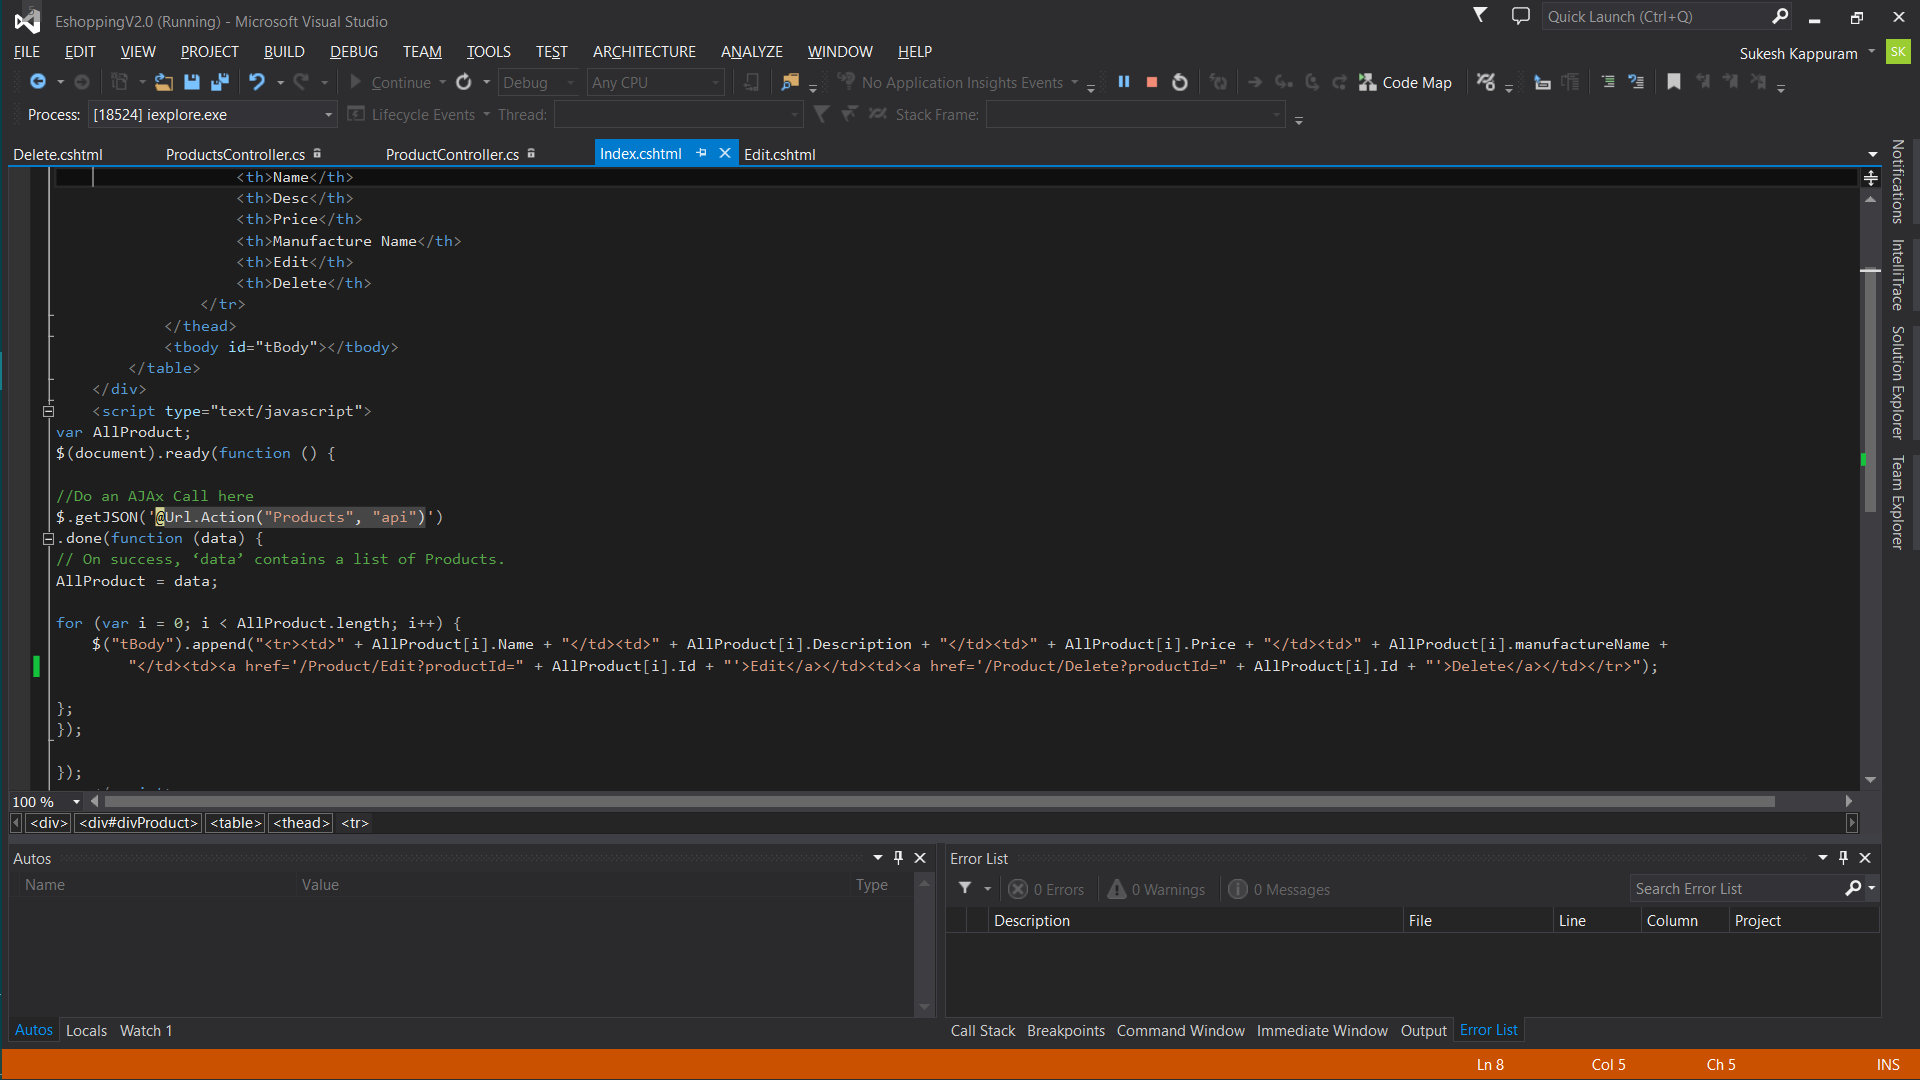 EshoppingV2.0 (Running) - Microsoft Visual Studio
Quick Launch (Ctrl+Q)
FILE EDIT VIEW PROJECT BUILD DEBUG TEAM TOOLS TEST ARCHITECTURE ANALYZE WINDOW HELP
Sukesh Kappuram SK
Continue Debug Any CPU No Application Insights Events Code Map
Process: [18524] iexplore.exe Lifecycle Events Thread: Stack Frame:
Delete.cshtml ProductsController.cs ProductController.cs Index.cshtml Edit.cshtml
<th>Name</th>
<th>Desc</th>
<th>Price</th>
<th>Manufacture Name</th>
<th>Edit</th>
<th>Delete</th>
</tr>
</thead>
<tbody id="tBody"></tbody>
</table>
</div>
<script type="text/javascript">
var AllProduct;
$(document).ready(function () {
//Do an AJAx Call here
$.getJSON('@Url.Action("Products", "api")')
.done(function (data) {
// On success, ‘data’ contains a list of Products.
AllProduct = data;
for (var i = 0; i < AllProduct.length; i++) {
$("tBody").append("<tr><td>" + AllProduct[i].Name + "</td><td>" + AllProduct[i].Description + "</td><td>" + AllProduct[i].Price + "</td><td>" + AllProduct[i].manufactureName +
"</td><td><a href='/Product/Edit?productId=" + AllProduct[i].Id + "'>Edit</a></td><td><a href='/Product/Delete?productId=" + AllProduct[i].Id + "'>Delete</a></td></tr>");
};
});
});
100 %
<div> <div#divProduct> <table> <thead> <tr>
Notifications
IntelliTrace
Solution Explorer
Team Explorer
Autos
Name Value Type
Autos Locals Watch 1
Error List
0 Errors 0 Warnings 0 Messages Search Error List
Description File Line Column Project
Call Stack Breakpoints Command Window Immediate Window Output Error List
Ln 8 Col 5 Ch 5 INS